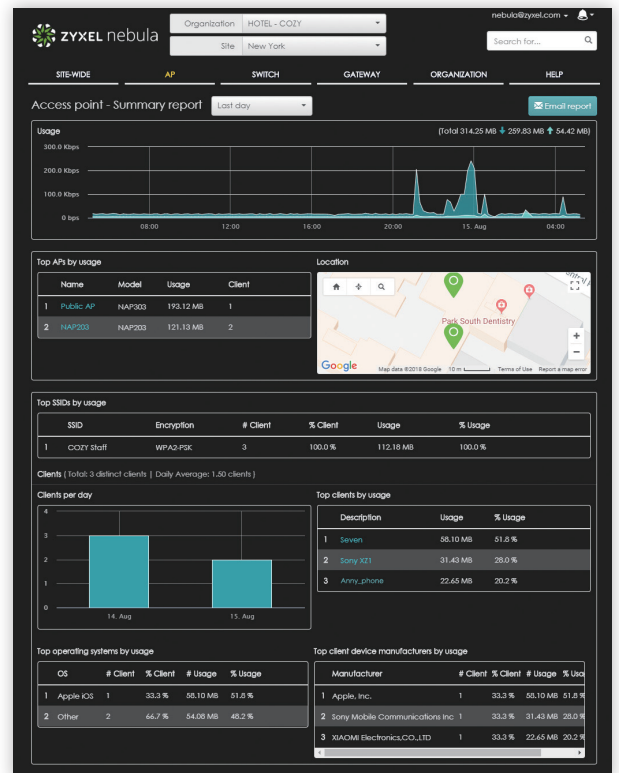 nebula@zyxel.com
ZYXEL nebula
Organization HOTEL - COZY
Site New York
Search for...
SITE-WIDE AP SWITCH GATEWAY ORGANIZATION HELP
Access point - Summary report Last day Email report
Usage (Total 314.25 MB 259.83 MB 54.42 MB)
300.0 Kbps
200.0 Kbps
100.0 Kbps
0 bps
08:00 12:00 16:00 20:00 15. Aug 04:00
Top APs by usage
Name Model Usage Client
1 Public AP NAP303 193.12 MB 1
2 NAP203 NAP203 121.13 MB 2
Location
Park South Dentistry
Google Map data ©2018 Google 10 m Terms of Use Report a map error
Top SSIDs by usage
SSID Encryption # Client % Client Usage % Usage
1 COZY Staff WPA2-PSK 3 100.0 % 112.18 MB 100.0 %
Clients ( Total: 3 distinct clients | Daily Average: 1.50 clients )
Clients per day
4
3
2
1
0
14. Aug 15. Aug
Top clients by usage
Description Usage % Usage
1 Seven 58.10 MB 51.8 %
2 Sony XZ1 31.43 MB 28.0 %
3 Anny_phone 22.65 MB 20.2 %
Top operating systems by usage
OS # Client % Client # Usage % Usage
1 Apple iOS 1 33.3 % 58.10 MB 51.8 %
2 Other 2 66.7 % 54.08 MB 48.2 %
Top client device manufacturers by usage
Manufacturer # Client % Client # Usage % Usa
1 Apple, Inc. 1 33.3 % 58.10 MB 51.8 %
2 Sony Mobile Communications Inc 1 33.3 % 31.43 MB 28.0 %
3 XIAOMI Electronics,CO.,LTD 1 33.3 % 22.65 MB 20.2 %